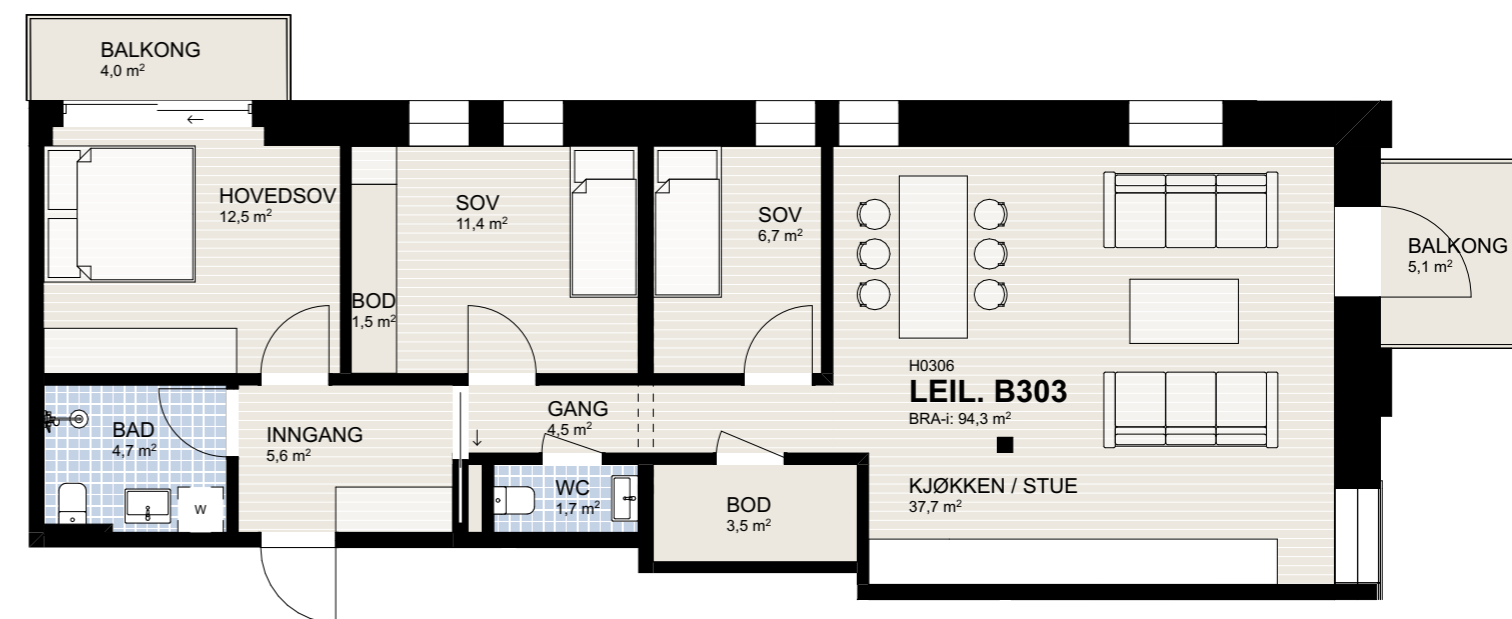 BALKONG
4,0 m²
HOVEDSOV
12,5 m²
SOV
11,4 m²
SOV
6,7 m²
BALKONG
5,1 m²
BOD
1,5 m²
H0306
LEIL. B303
BRA-i: 94,3 m²
GANG
4,5 m²
BAD
4,7 m²
INNGANG
5,6 m²
WC
1,7 m²
BOD
3,5 m²
KJØKKEN / STUE
37,7 m²
W